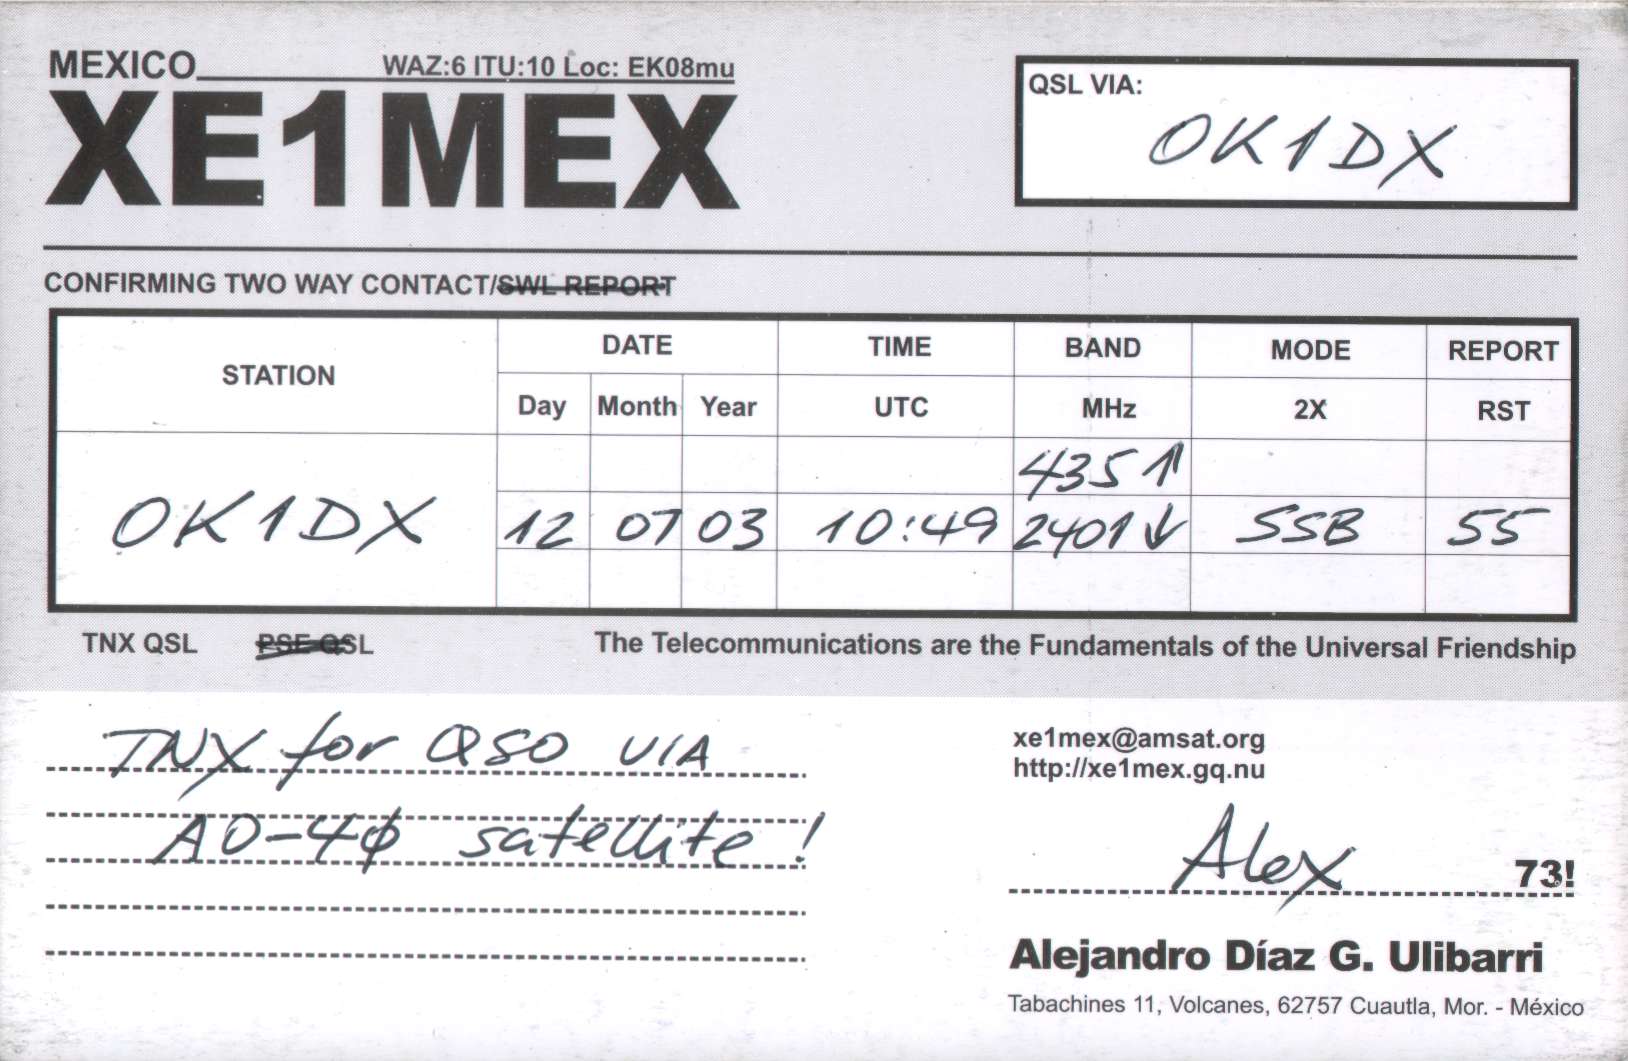 MEXICO WAZ:6 ITU:10 Loc: EK08mu
XE1MEX
QSL VIA:
OK1DX
CONFIRMING TWO WAY CONTACT/SWL REPORT
STATION DATE TIME BAND MODE REPORT
Day Month Year UTC MHz 2X RST
435↑
OK1DX 12 07 03 10:49 2401↓ SSB 55
TNX QSL PSE QSL The Telecommunications are the Fundamentals of the Universal Friendship
TNX for QSO VIA
AO-4φ satellite!
xe1mex@amsat.org
http://xe1mex.gq.nu
Alex 73!
Alejandro Díaz G. Ulibarri
Tabachines 11, Volcanes, 62757 Cuautla, Mor. - México